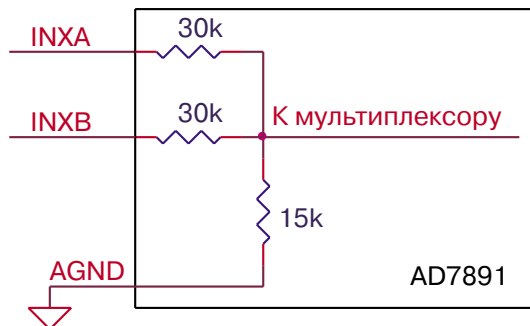 INXA
30k
INXB
30k
К мультиплексору
15k
AGND
AD7891